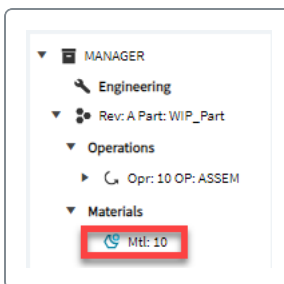 MANAGER
Engineering
Rev: A Part: WIP_Part
Operations
Opr: 10 OP: ASSEM
Materials
Mtl: 10